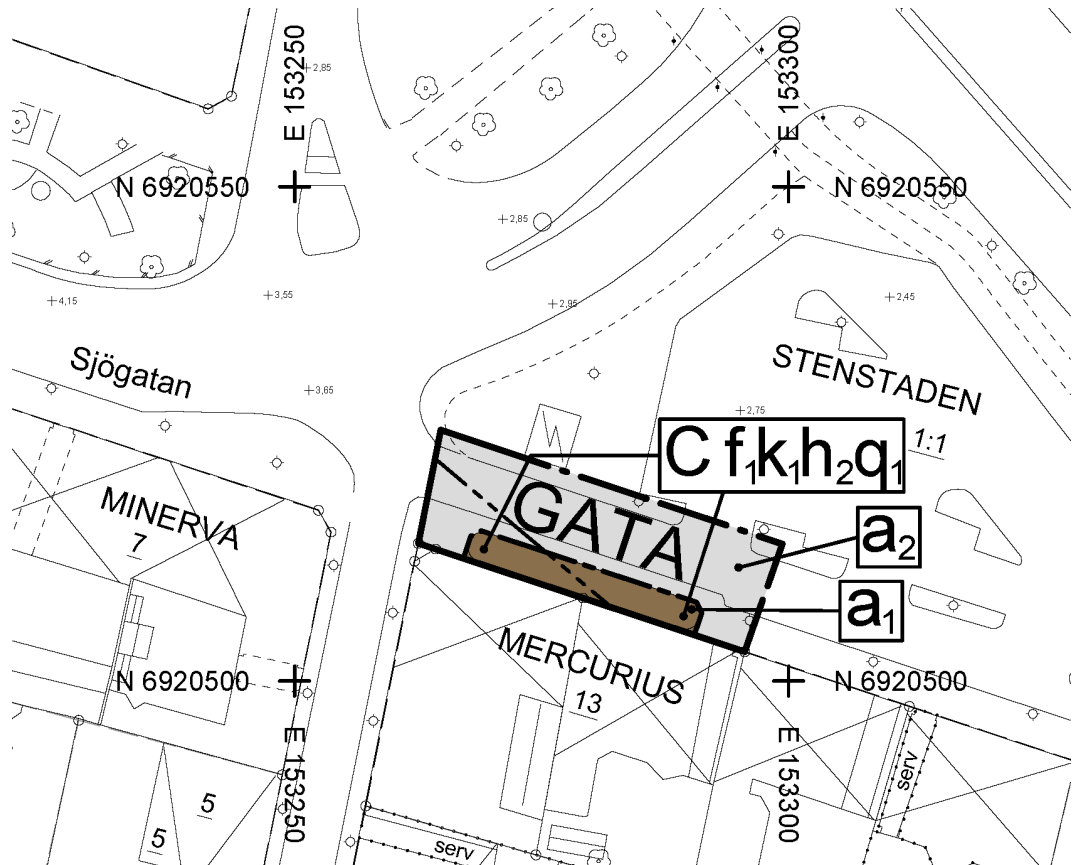 E 153250
E 153300
2,85
N 6920550
N 6920550
2,85
4,15
3,55
2,95
2,45
Sjögatan
3,65
STENSTADEN
1:1
2,75
C f₁k₁h₂q₁
GATA
a₂
a₁
MINERVA
7
MERCURIUS
13
N 6920500
N 6920500
E 153250
E 153300
5
5
serv
serv